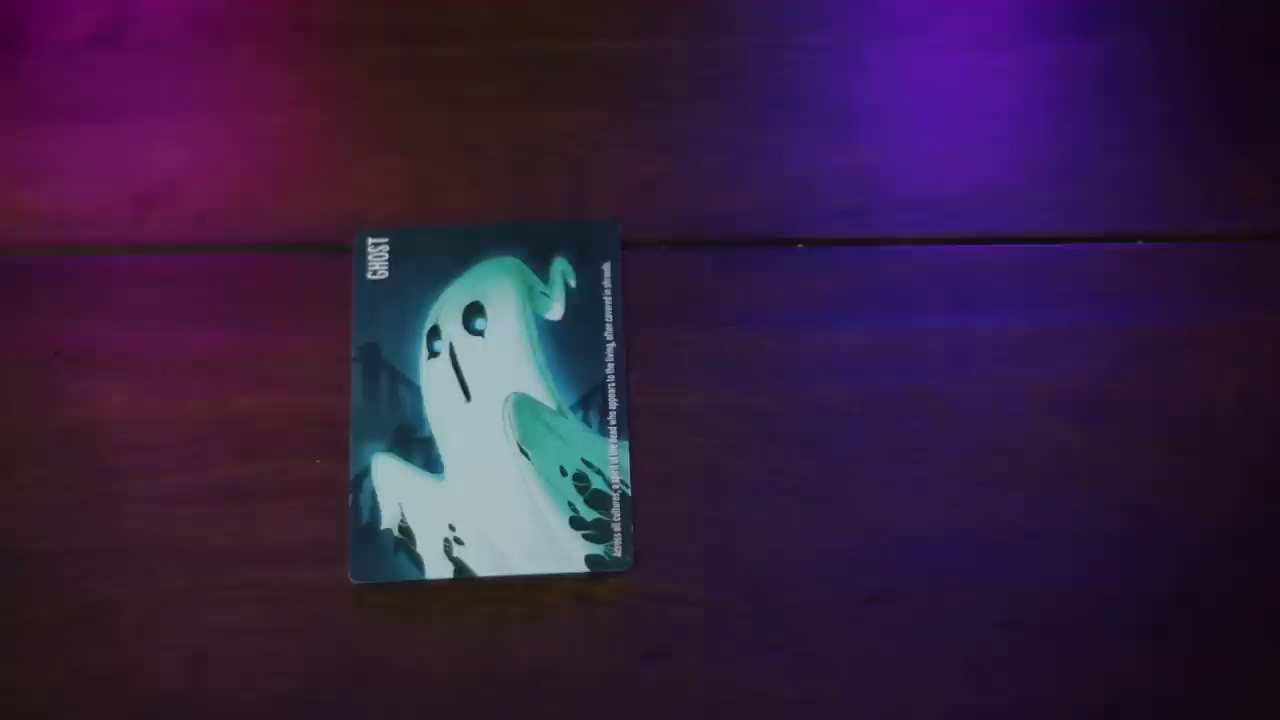 GHOST
Across all cultures, a spirit of the dead who appears to the living, often covered in shrouds.